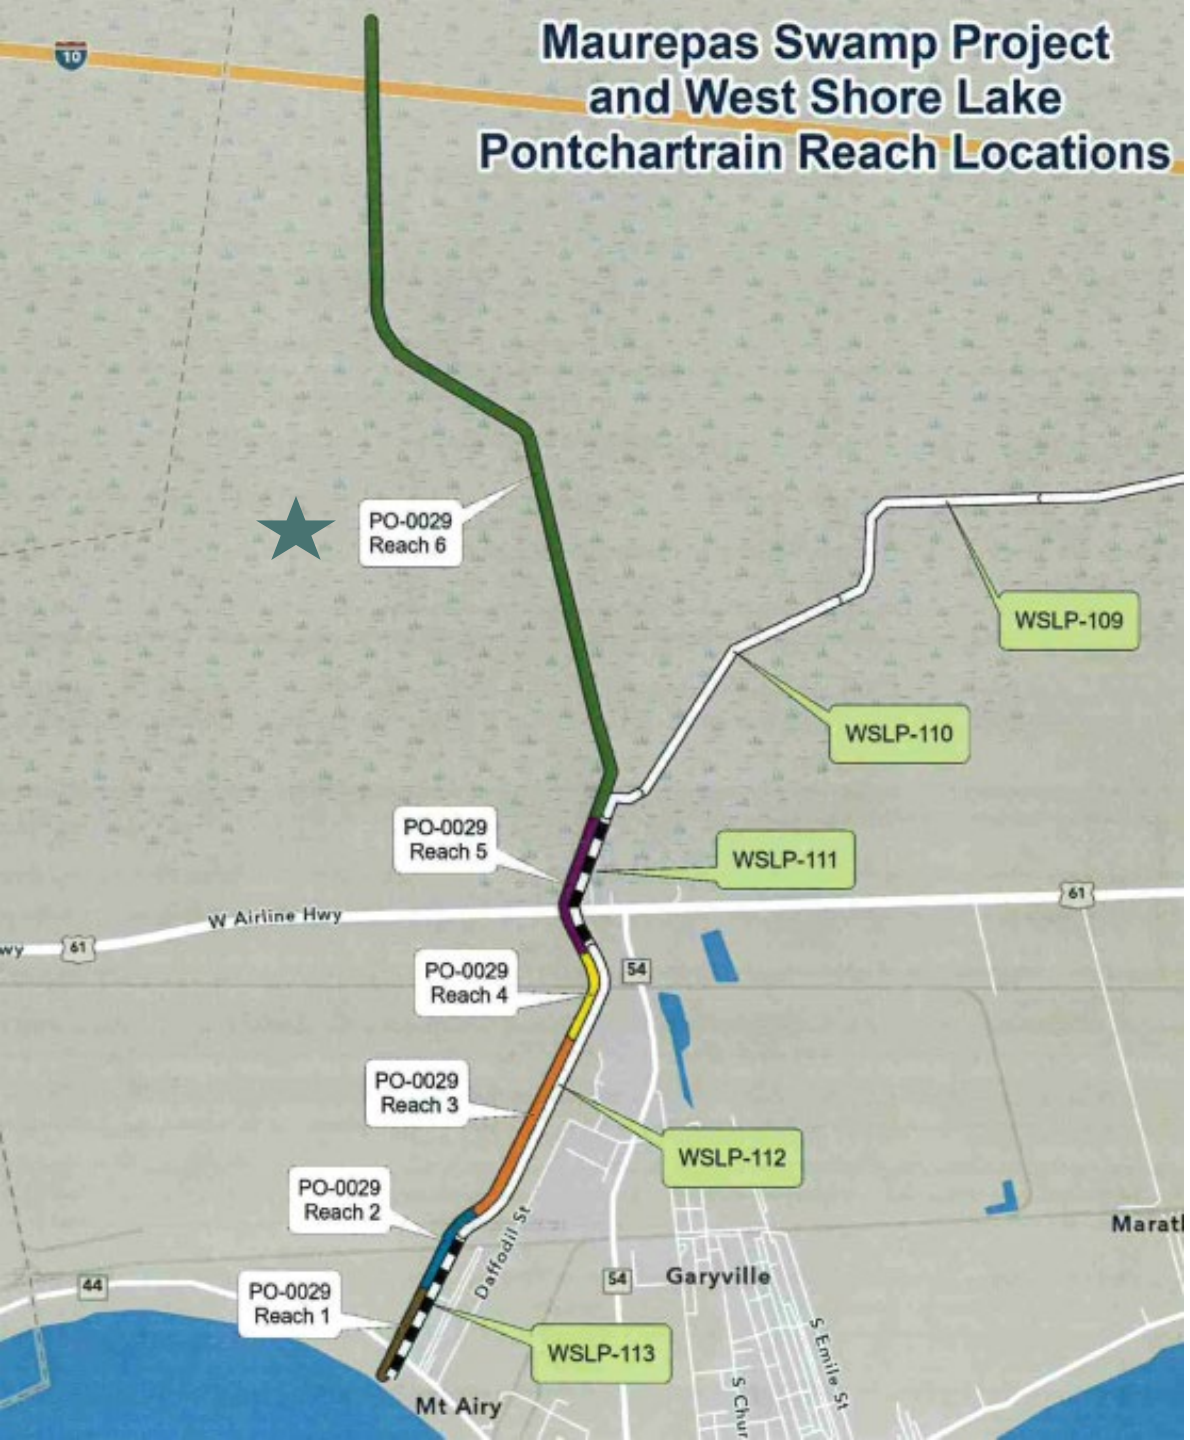 10
Maurepas Swamp Project
and West Shore Lake
Pontchartrain Reach Locations
PO-0029
Reach 6
WSLP-109
WSLP-110
PO-0029
Reach 5
WSLP-111
W Airline Hwy
61
wy
61
PO-0029
Reach 4
54
PO-0029
Reach 3
WSLP-112
PO-0029
Reach 2
Daffodil St
Marath
44
PO-0029
Reach 1
54
Garyville
WSLP-113
S Emile St
S Chur
Mt Airy